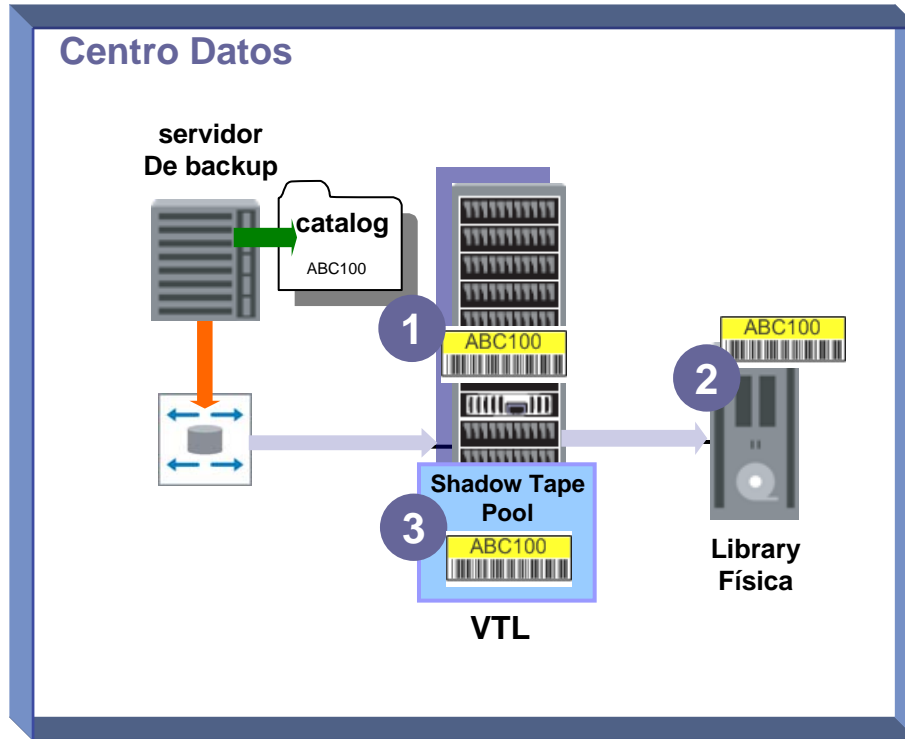 Centro Datos
servidor
De backup
catalog
ABC100
1
ABC100
ABC100
2
Shadow Tape
Pool
3
ABC100
Library
Física
VTL